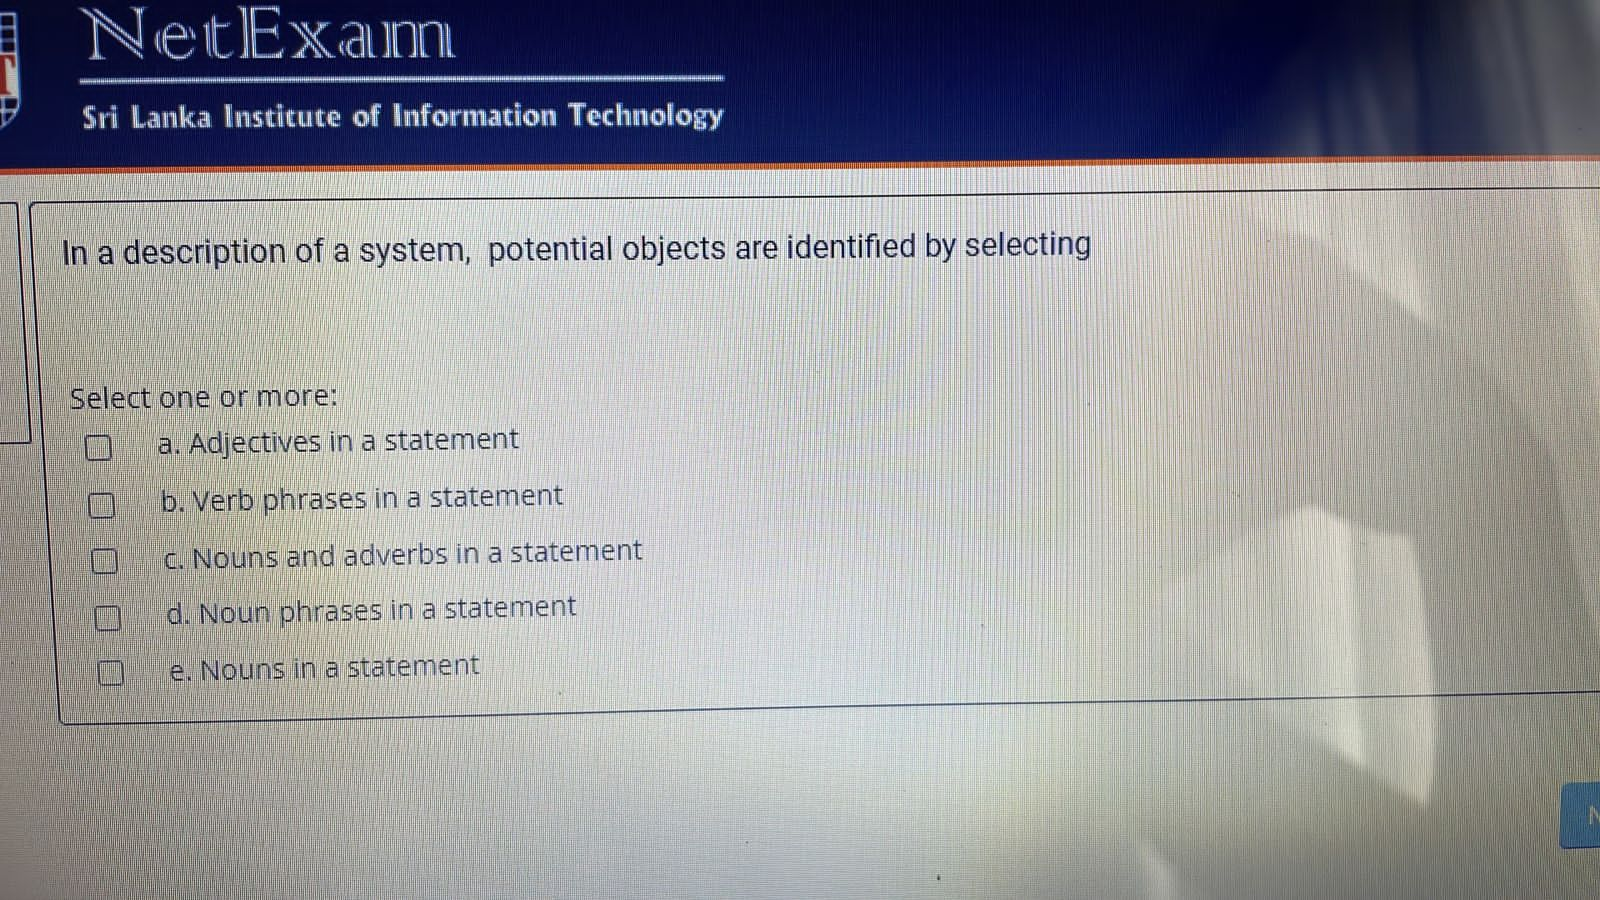 NetExam
Sri Lanka Institute of Information Technology
In a description of a system, potential objects are identified by selecting
Select one or more:
a. Adjectives in a statement
b. Verb phrases in a statement
c. Nouns and adverbs in a statement
d. Noun phrases in a statement
e. Nouns in a statement